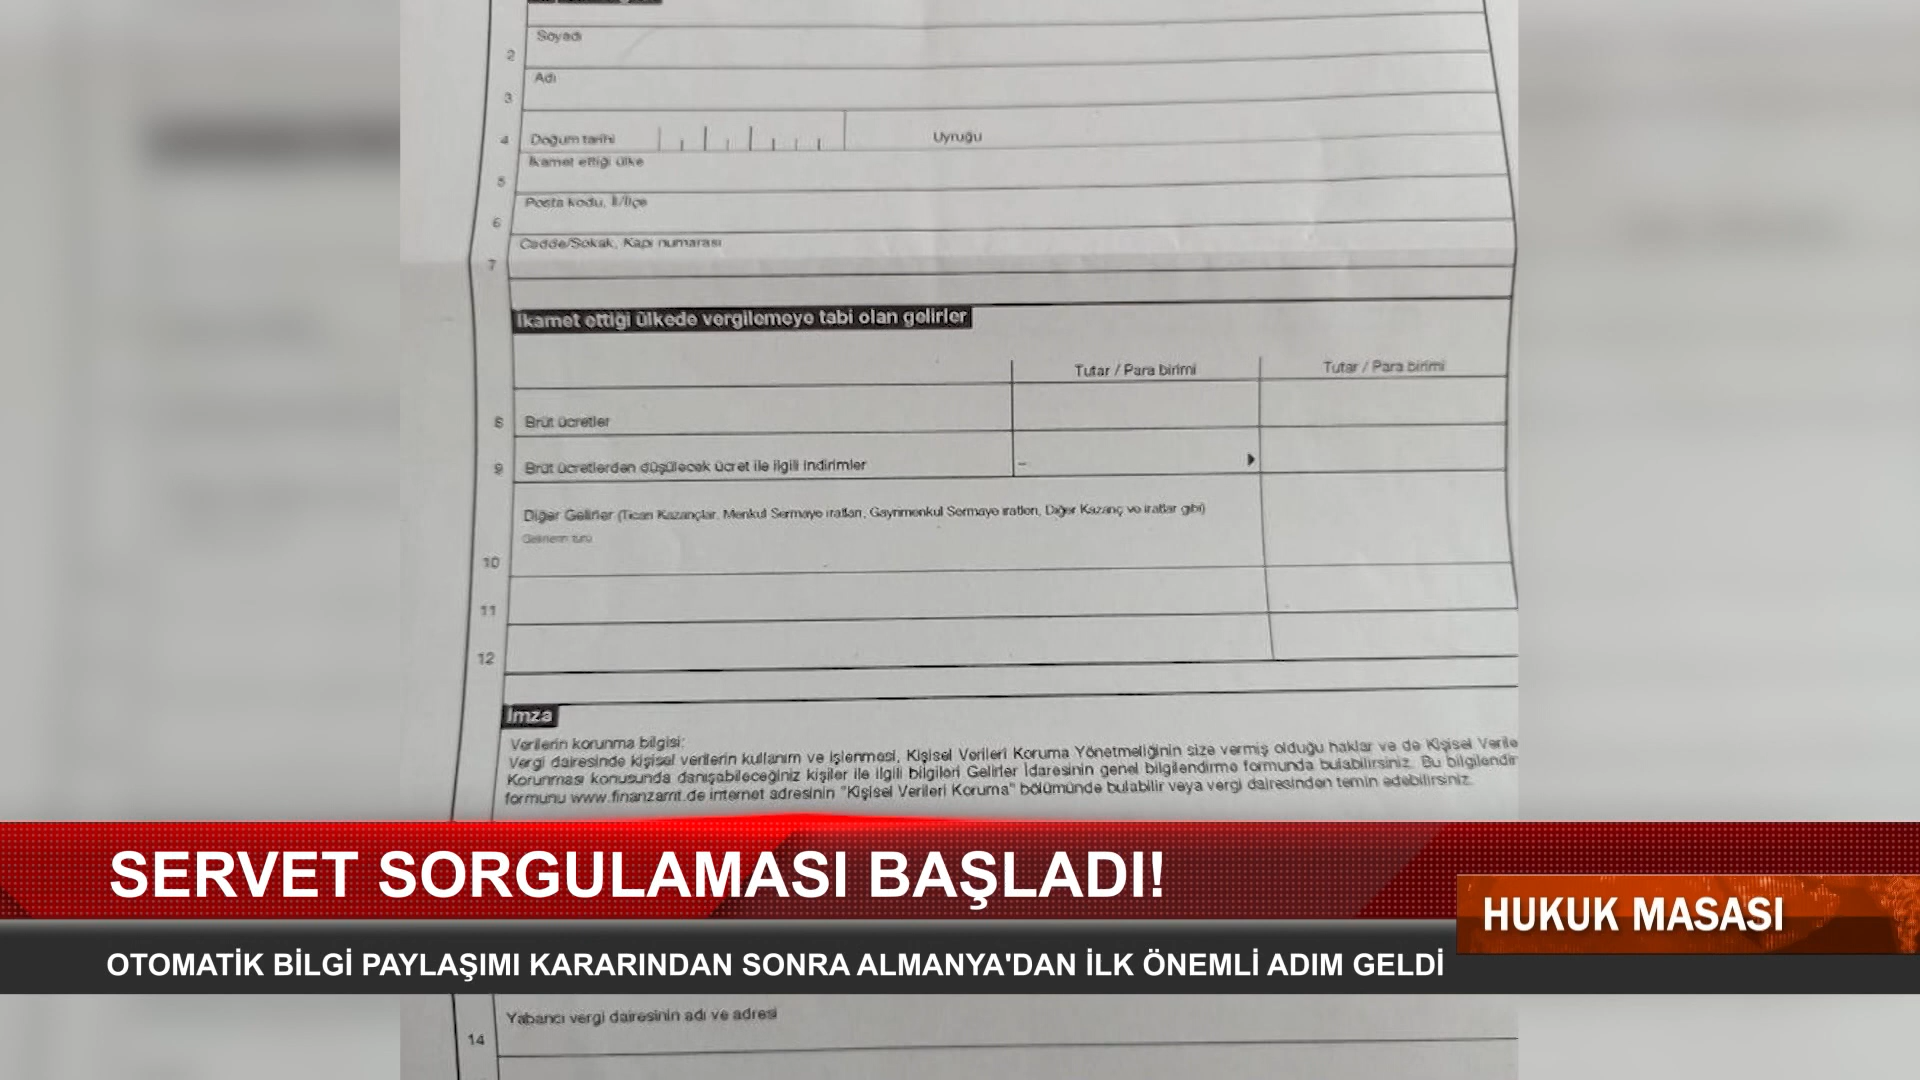 Soyadı
2
Adı
3
4 Doğum tarihi Uyruğu
İkamet ettiği ülke
5
Posta kodu, İl/İlçe
6
Cadde/Sokak, Kapı numarası
7
İkamet ettiği ülkede vergilemeye tabi olan gelirler
Tutar / Para birimi Tutar / Para birimi
8 Brüt ücretler
9 Brüt ücretlerden düşülecek ücret ile ilgili indirimler –
Diğer Gelirler (Ticari Kazançlar, Menkul Sermaye iratları, Gayrimenkul Sermaye iratları, Diğer Kazanç ve iratlar gibi)
Gelirlerin türü
10
11
12
İmza
Verilerin korunma bilgisi:
Vergi dairesinde kişisel verilerin kullanım ve işlenmesi, Kişisel Verileri Koruma Yönetmeliğinin size vermiş olduğu haklar ve de Kişisel Verile
Korunması konusunda danışabileceğiniz kişiler ile ilgili bilgileri Gelirler İdaresinin genel bilgilendirme formunda bulabilirsiniz. Bu bilgilendir
formunu www.finanzamt.de internet adresinin "Kişisel Verileri Koruma" bölümünde bulabilir veya vergi dairesinden temin edebilirsiniz.
SERVET SORGULAMASI BAŞLADI!
HUKUK MASASI
OTOMATİK BİLGİ PAYLAŞIMI KARARINDAN SONRA ALMANYA'DAN İLK ÖNEMLİ ADIM GELDİ
Yabancı vergi dairesinin adı ve adresi
14